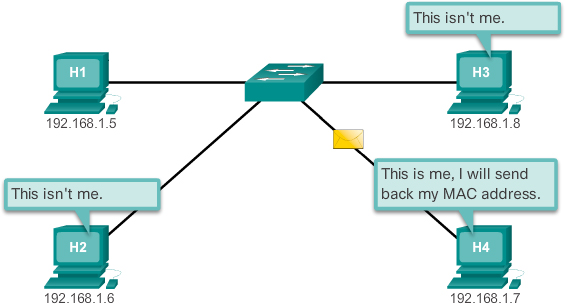 This isn't me.
H1
H3
192.168.1.5
192.168.1.8
This isn't me.
This is me, I will send
back my MAC address.
H2
H4
192.168.1.6
192.168.1.7